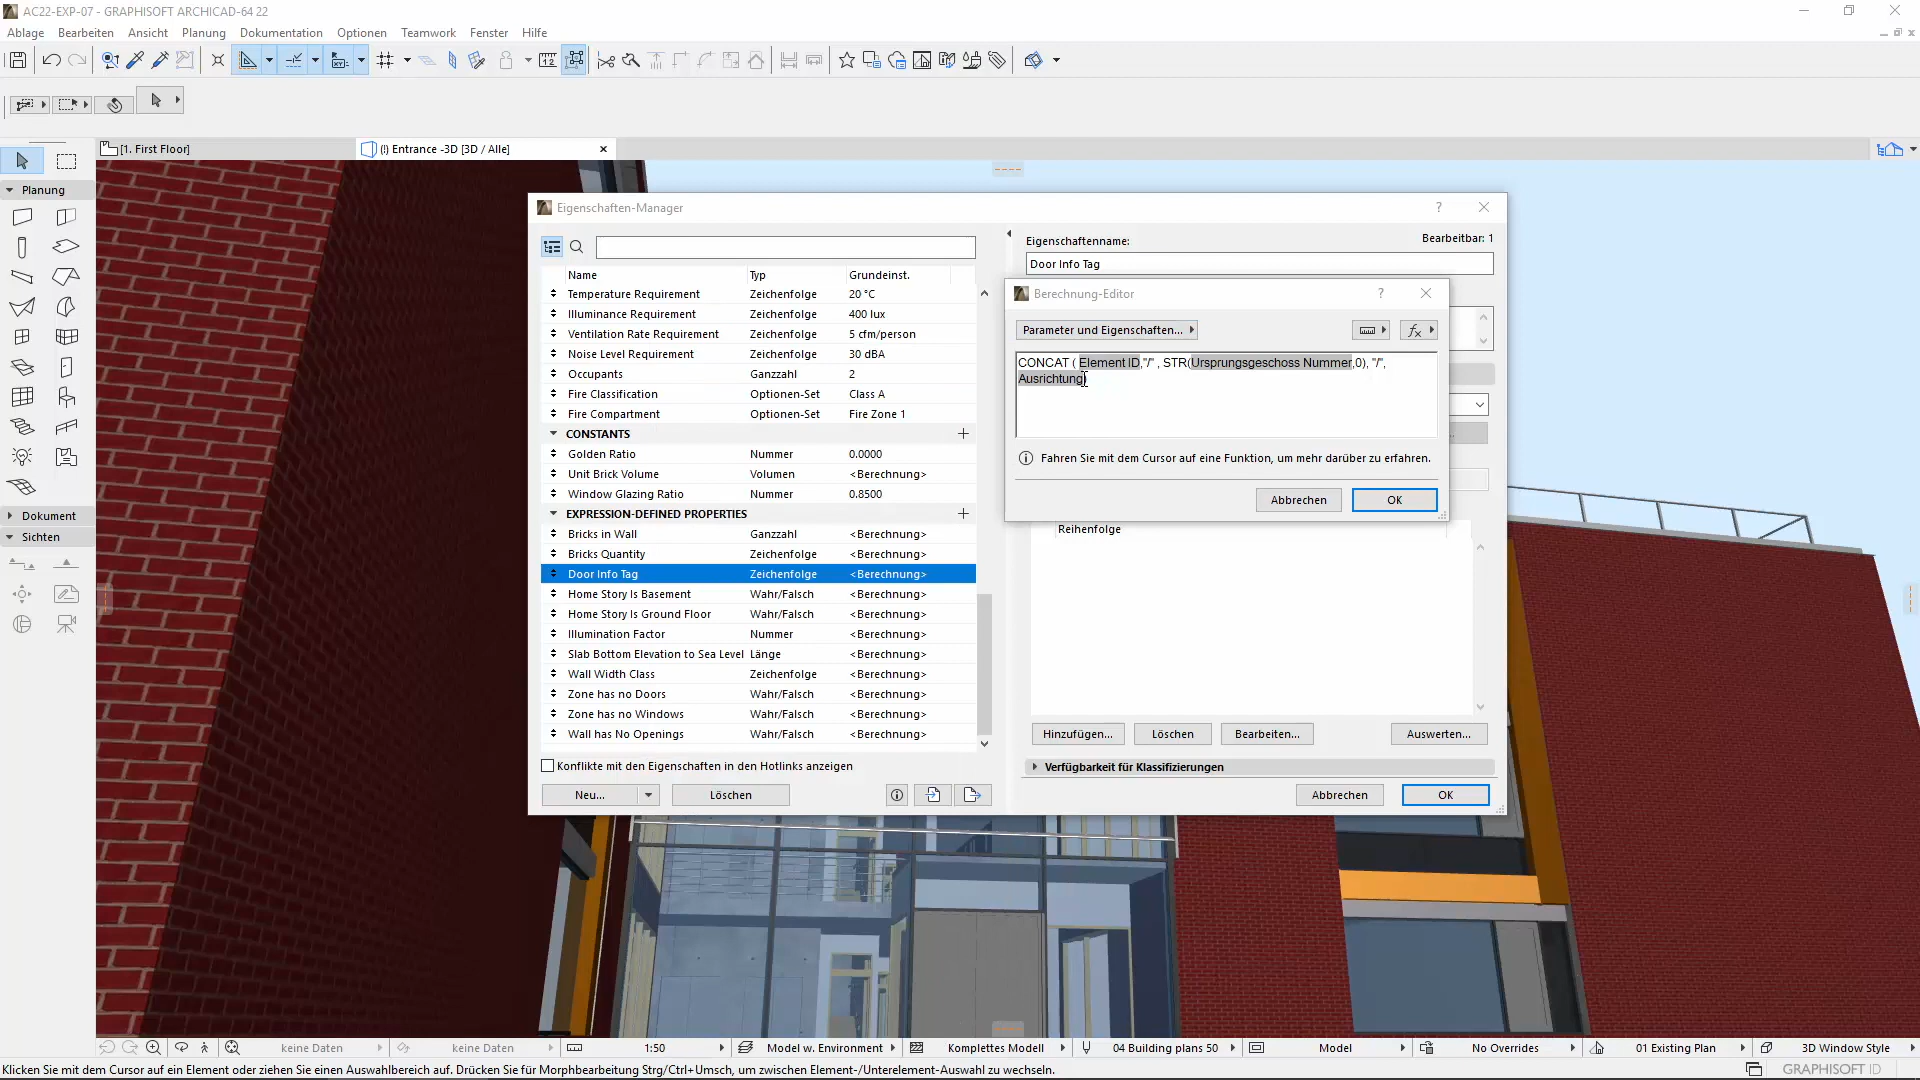 AC22-EXP-07 - GRAPHISOFT ARCHICAD-64 22
Ablage Bearbeiten Ansicht Planung Dokumentation Optionen Teamwork Fenster Hilfe
[1. First Floor]
(!) Entrance -3D [3D / Alle]
Planung
Dokument
Sichten
Eigenschaften-Manager
Name Typ Grundeinst.
Temperature Requirement Zeichenfolge 20 °C
Illuminance Requirement Zeichenfolge 400 lux
Ventilation Rate Requirement Zeichenfolge 5 cfm/person
Noise Level Requirement Zeichenfolge 30 dBA
Occupants Ganzzahl 2
Fire Classification Optionen-Set Class A
Fire Compartment Optionen-Set Fire Zone 1
CONSTANTS
Golden Ratio Nummer 0.0000
Unit Brick Volume Volumen <Berechnung>
Window Glazing Ratio Nummer 0.8500
EXPRESSION-DEFINED PROPERTIES
Bricks in Wall Ganzzahl <Berechnung>
Bricks Quantity Zeichenfolge <Berechnung>
Door Info Tag Zeichenfolge <Berechnung>
Home Story Is Basement Wahr/Falsch <Berechnung>
Home Story Is Ground Floor Wahr/Falsch <Berechnung>
Illumination Factor Nummer <Berechnung>
Slab Bottom Elevation to Sea Level Länge <Berechnung>
Wall Width Class Zeichenfolge <Berechnung>
Zone has no Doors Wahr/Falsch <Berechnung>
Zone has no Windows Wahr/Falsch <Berechnung>
Wall has No Openings Wahr/Falsch <Berechnung>
Konflikte mit den Eigenschaften in den Hotlinks anzeigen
Neu... Löschen
Eigenschaftenname: Bearbeitbar: 1
Door Info Tag
Berechnung-Editor
Parameter und Eigenschaften...
CONCAT ( Element ID,"/" , STR(Ursprungsgeschoss Nummer,0), "/",
Ausrichtung)
Fahren Sie mit dem Cursor auf eine Funktion, um mehr darüber zu erfahren.
Abbrechen OK
Reihenfolge
Hinzufügen... Löschen Bearbeiten... Auswerten...
Verfügbarkeit für Klassifizierungen
Abbrechen OK
keine Daten keine Daten 1:50 Model w. Environment Komplettes Modell 04 Building plans 50 Model No Overrides 01 Existing Plan 3D Window Style
Klicken Sie mit dem Cursor auf ein Element oder ziehen Sie einen Auswahlbereich auf. Drücken Sie für Morphbearbeitung Strg/Ctrl+Umsch, um zwischen Element-/Unterelement-Auswahl zu wechseln.
GRAPHISOFT ID